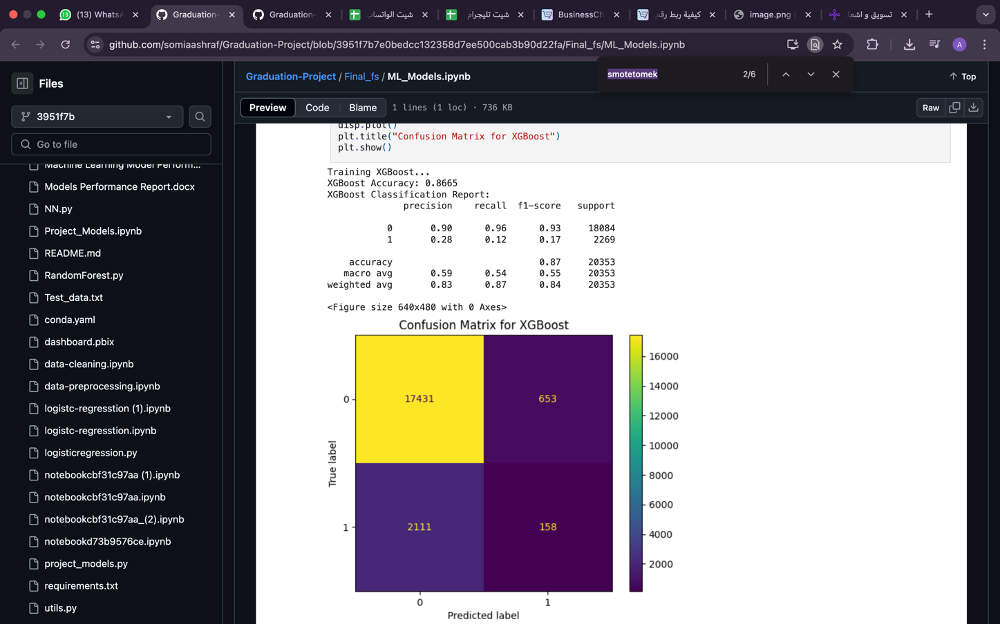 (13) WhatsA
Graduation-
Graduation-
شيت الواتساب
شيت تليجرام
BusinessCh
كيفية ربط رقم
image.png (
تسويق و اشعا
github.com/somiaashraf/Graduation-Project/blob/3951f7b7e0bedcc132358d7ee500cab3b90d22fa/Final_fs/ML_Models.ipynb
A
smotetomek 2/6
Files
3951f7b
Go to file
Machine Learning Model Perform...
Models Performance Report.docx
NN.py
Project_Models.ipynb
README.md
RandomForest.py
Test_data.txt
conda.yaml
dashboard.pbix
data-cleaning.ipynb
data-preprocessing.ipynb
logistc-regresstion (1).ipynb
logistc-regresstion.ipynb
logisticregression.py
notebookcbf31c97aa (1).ipynb
notebookcbf31c97aa.ipynb
notebookcbf31c97aa_(2).ipynb
notebookd73b9576ce.ipynb
project_models.py
requirements.txt
utils.py
Graduation-Project / Final_fs / ML_Models.ipynb
Top
Preview Code Blame 1 lines (1 loc) · 736 KB
Raw
disp.plot()
plt.title("Confusion Matrix for XGBoost")
plt.show()
Training XGBoost...
XGBoost Accuracy: 0.8665
XGBoost Classification Report:
precision recall f1-score support
0 0.90 0.96 0.93 18084
1 0.28 0.12 0.17 2269
accuracy 0.87 20353
macro avg 0.59 0.54 0.55 20353
weighted avg 0.83 0.87 0.84 20353
<Figure size 640x480 with 0 Axes>
Confusion Matrix for XGBoost
True label
0
17431 653
1
2111 158
0 1
Predicted label
16000
14000
12000
10000
8000
6000
4000
2000